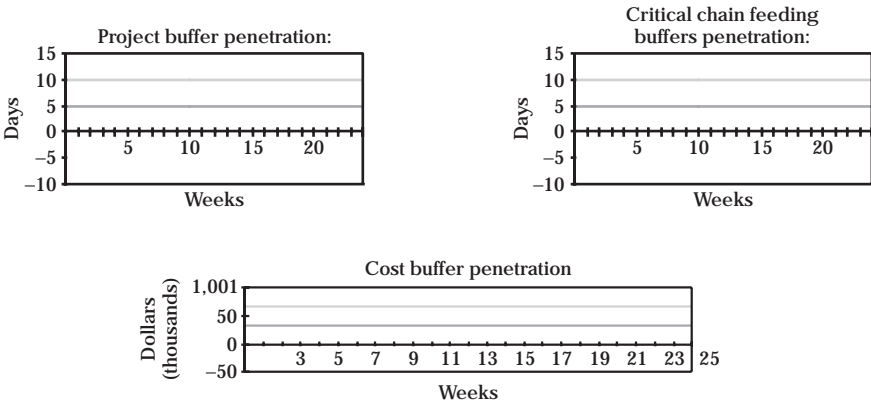 Project buffer penetration:
15
10
5
0
−5
−10
Days
5 10 15 20
Weeks
Critical chain feeding
buffers penetration:
15
10
5
0
−5
−10
Days
5 10 15 20
Weeks
Cost buffer penetration
1,001
50
0
−50
Dollars
(thousands)
3 5 7 9 11 13 15 17 19 21 23 25
Weeks